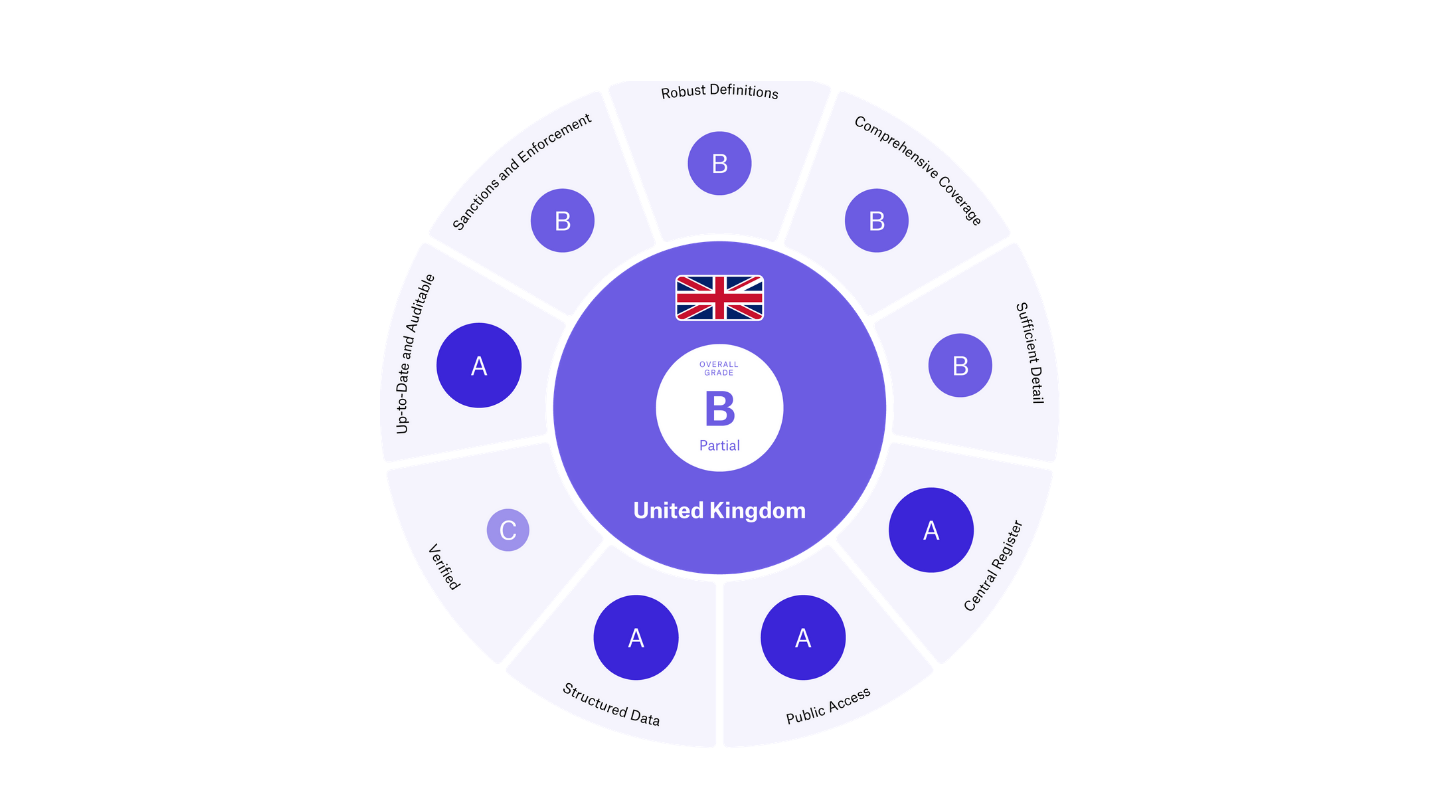 Robust Definitions
B
Comprehensive Coverage
B
Sufficient Detail
B
Central Register
A
Public Access
A
Structured Data
A
Verified
C
Up-to-Date and Auditable
A
Sanctions and Enforcement
B
OVERALL
GRADE
B
Partial
United Kingdom